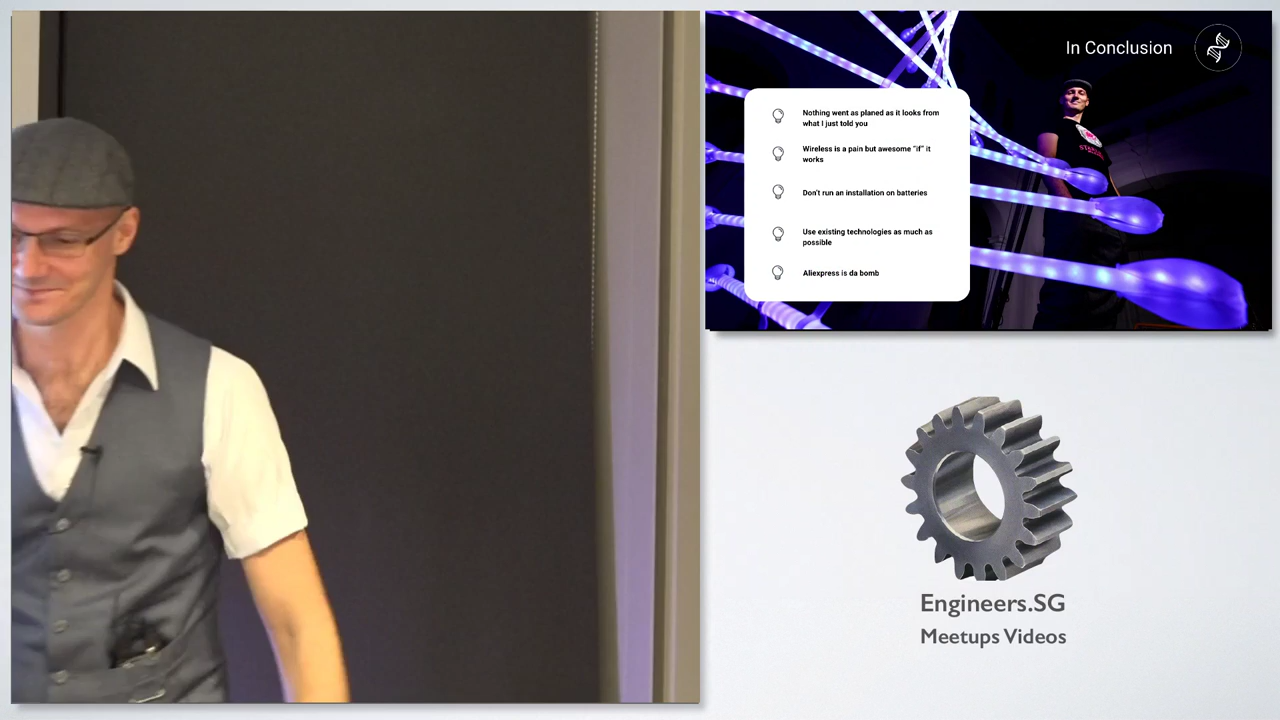 In Conclusion
Nothing went as planed as it looks from
what I just told you
Wireless is a pain but awesome "if" it
works
Don't run an installation on batteries
Use existing technologies as much as
possible
Aliexpress is da bomb
Engineers.SG
Meetups Videos